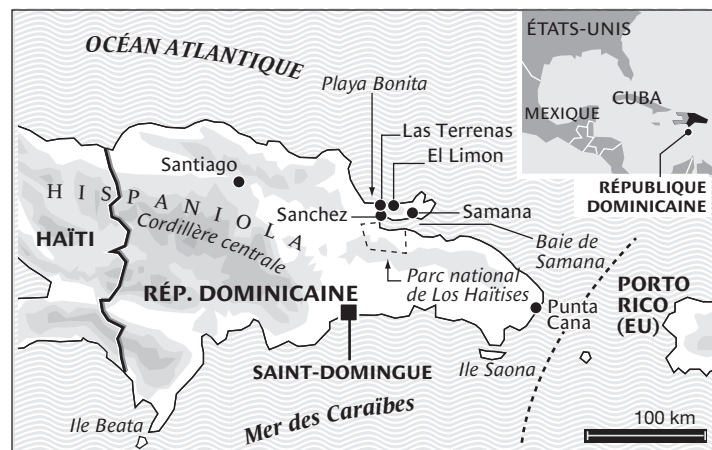 OCÉAN ATLANTIQUE
Playa Bonita
Las Terrenas
El Limon
Santiago
Sanchez
Samana
HISPANIOLA
Cordillère centrale
HAÏTI
Baie de
Samana
Parc national
de Los Haïtises
RÉP. DOMINICAINE
Punta
Cana
PORTO
RICO
(EU)
SAINT-DOMINGUE
Ile Saona
Ile Beata
Mer des Caraïbes
100 km
ÉTATS-UNIS
CUBA
MEXIQUE
RÉPUBLIQUE
DOMINICAINE